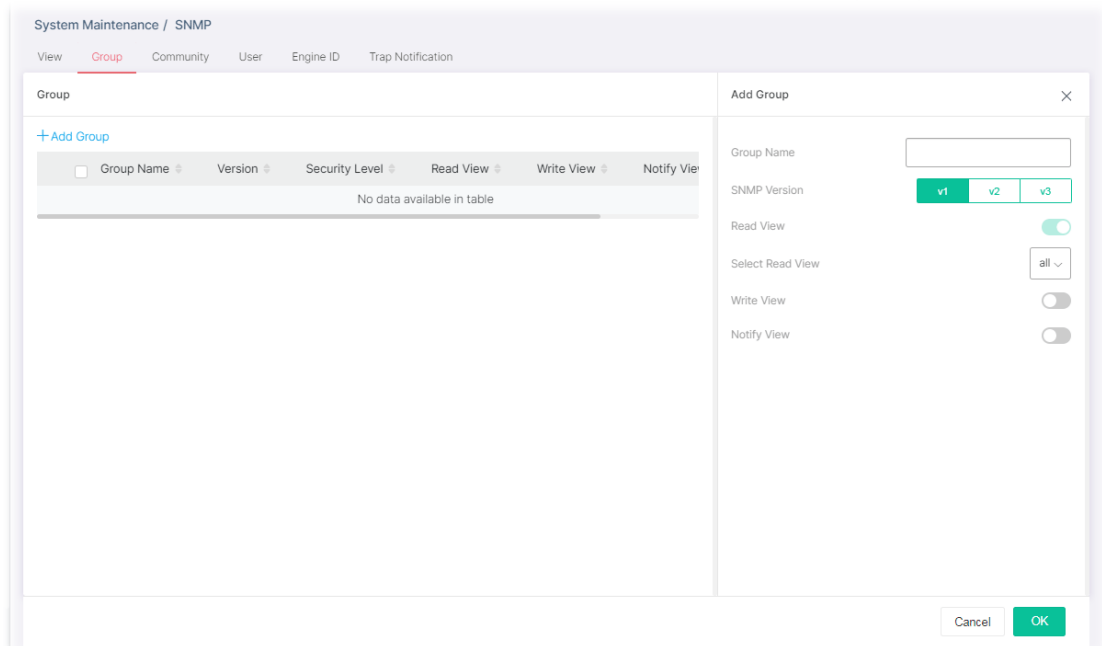 System Maintenance / SNMP
View Group Community User Engine ID Trap Notification
Group
+Add Group
Group Name Version Security Level Read View Write View Notify Vie
No data available in table
Add Group
Group Name
SNMP Version v1 v2 v3
Read View
Select Read View all
Write View
Notify View
Cancel OK